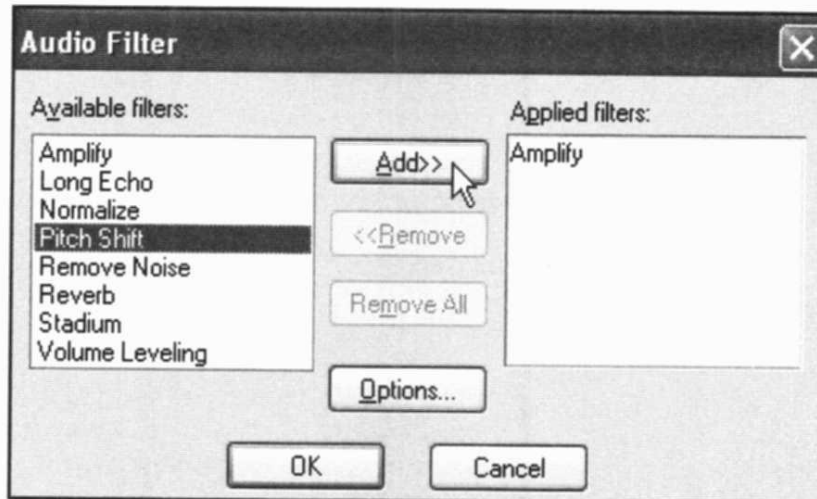 Audio Filter
Available filters:
Amplify
Long Echo
Normalize
Pitch Shift
Remove Noise
Reverb
Stadium
Volume Leveling
Add>>
<<Remove
Remove All
Options...
Applied filters:
Amplify
OK
Cancel